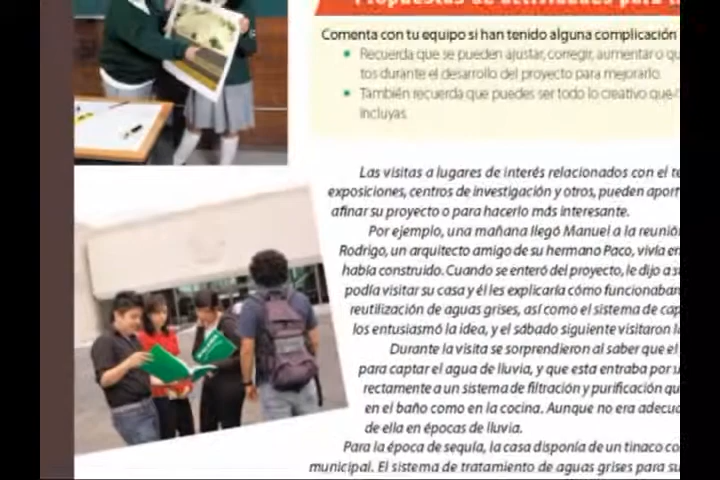 Propuestas de actividades para
Comenta con tu equipo si han tenido alguna complicación
Recuerda que se pueden ajustar, corregir, aumentar o qu
tos durante el desarrollo del proyecto para mejorarlo.
También recuerda que puedes ser todo lo creativo que
incluyas.
Las visitas a lugares de interés relacionados con el te
exposiciones, centros de investigación y otros, pueden aport
afinar su proyecto o para hacerlo más interesante.
Por ejemplo, una mañana llegó Manuel a la reunió
Rodrigo, un arquitecto amigo de su hermano Paco, vivía en
había construido. Cuando se enteró del proyecto, le dijo a s
podía visitar su casa y él les explicaría cómo funcionaban
reutilización de aguas grises, así como el sistema de cap
los entusiasmó la idea, y el sábado siguiente visitaron l
Durante la visita se sorprendieron al saber que el
para captar el agua de lluvia, y que esta entraba por u
rectamente a un sistema de filtración y purificación qu
en el baño como en la cocina. Aunque no era adecu
de ella en épocas de lluvia.
Para la época de sequía, la casa disponía de un tinaco co
municipal. El sistema de tratamiento de aguas grises para su